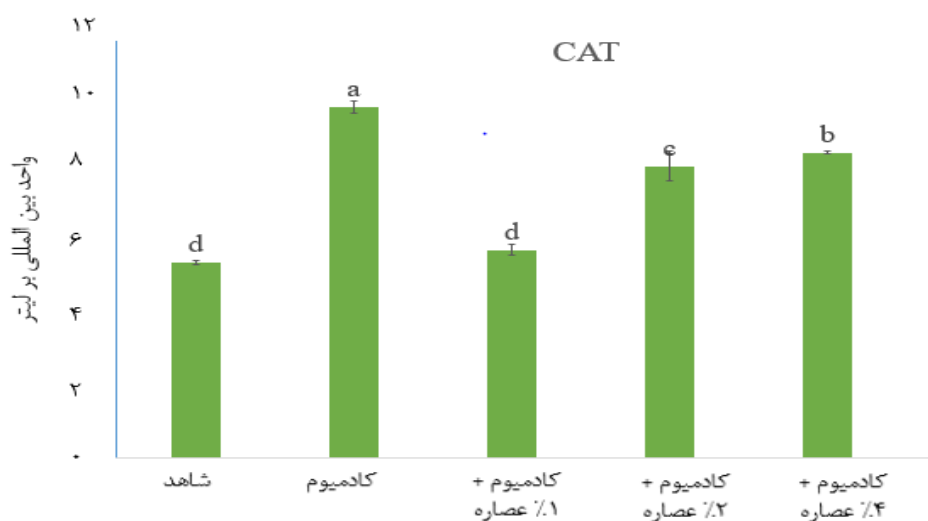 CAT
۱۲
۱۰
۸
۶
۴
۲
۰
واحد بین المللی بر لیتر
d
a
d
c
b
شاهد
کادمیوم
کادمیوم +
۱٪ عصاره
کادمیوم +
۲٪ عصاره
کادمیوم +
۴٪ عصاره